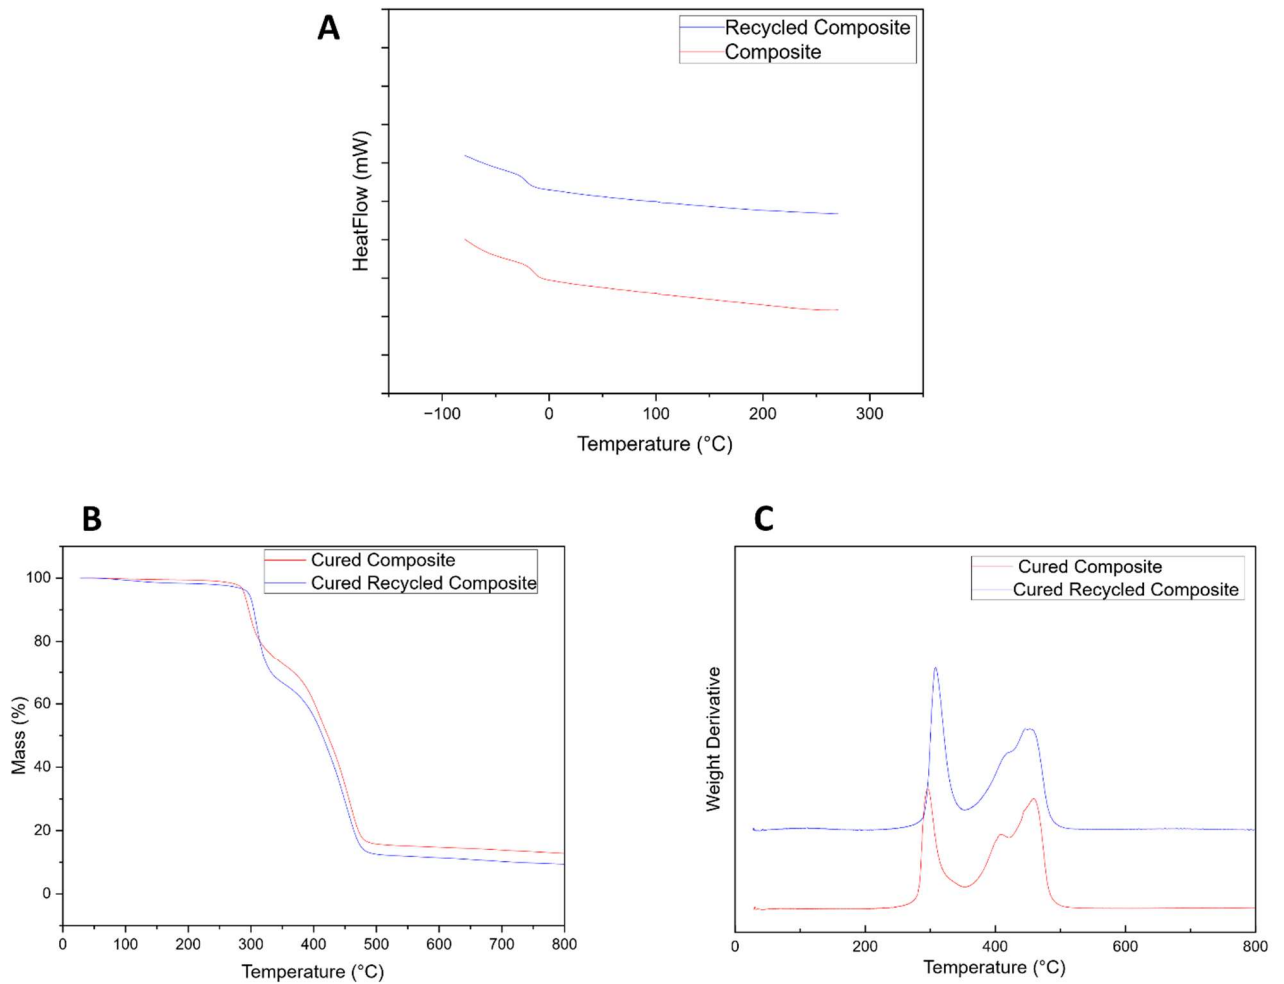 A
Recycled Composite
Composite
HeatFlow (mW)
−100 0 100 200 300
Temperature (°C)
B
Cured Composite
Cured Recycled Composite
100
80
60
40
20
0
Mass (%)
0 100 200 300 400 500 600 700 800
Temperature (°C)
C
Cured Composite
Cured Recycled Composite
Weight Derivative
0 200 400 600 800
Temperature (°C)